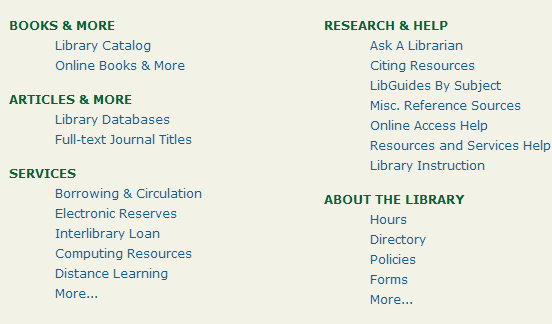 BOOKS & MORE
Library Catalog
Online Books & More
ARTICLES & MORE
Library Databases
Full-text Journal Titles
SERVICES
Borrowing & Circulation
Electronic Reserves
Interlibrary Loan
Computing Resources
Distance Learning
More...
RESEARCH & HELP
Ask A Librarian
Citing Resources
LibGuides By Subject
Misc. Reference Sources
Online Access Help
Resources and Services Help
Library Instruction
ABOUT THE LIBRARY
Hours
Directory
Policies
Forms
More...